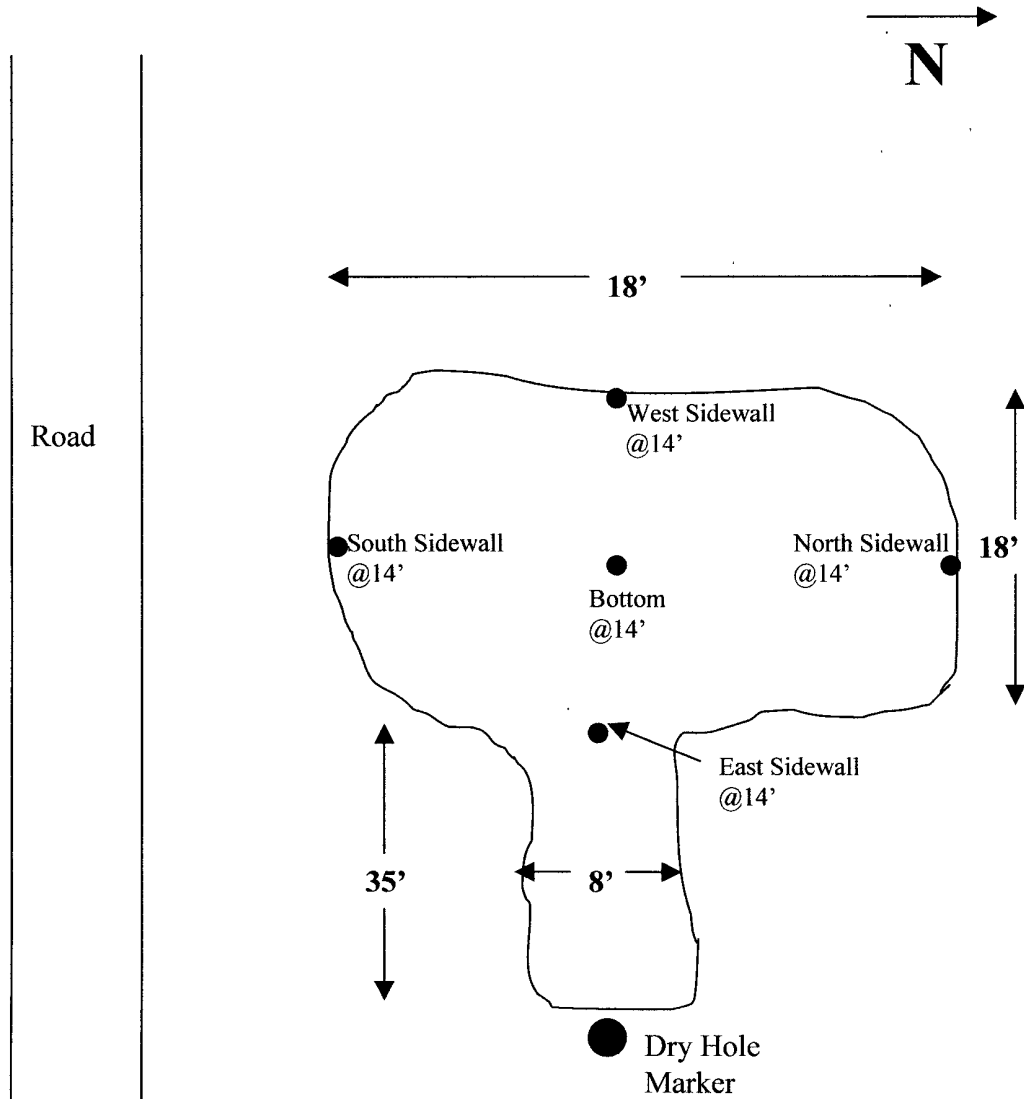 N
18’
West Sidewall
@14’
Road
South Sidewall
@14’
North Sidewall
@14’
18’
Bottom
@14’
East Sidewall
@14’
35’
8’
Dry Hole
Marker